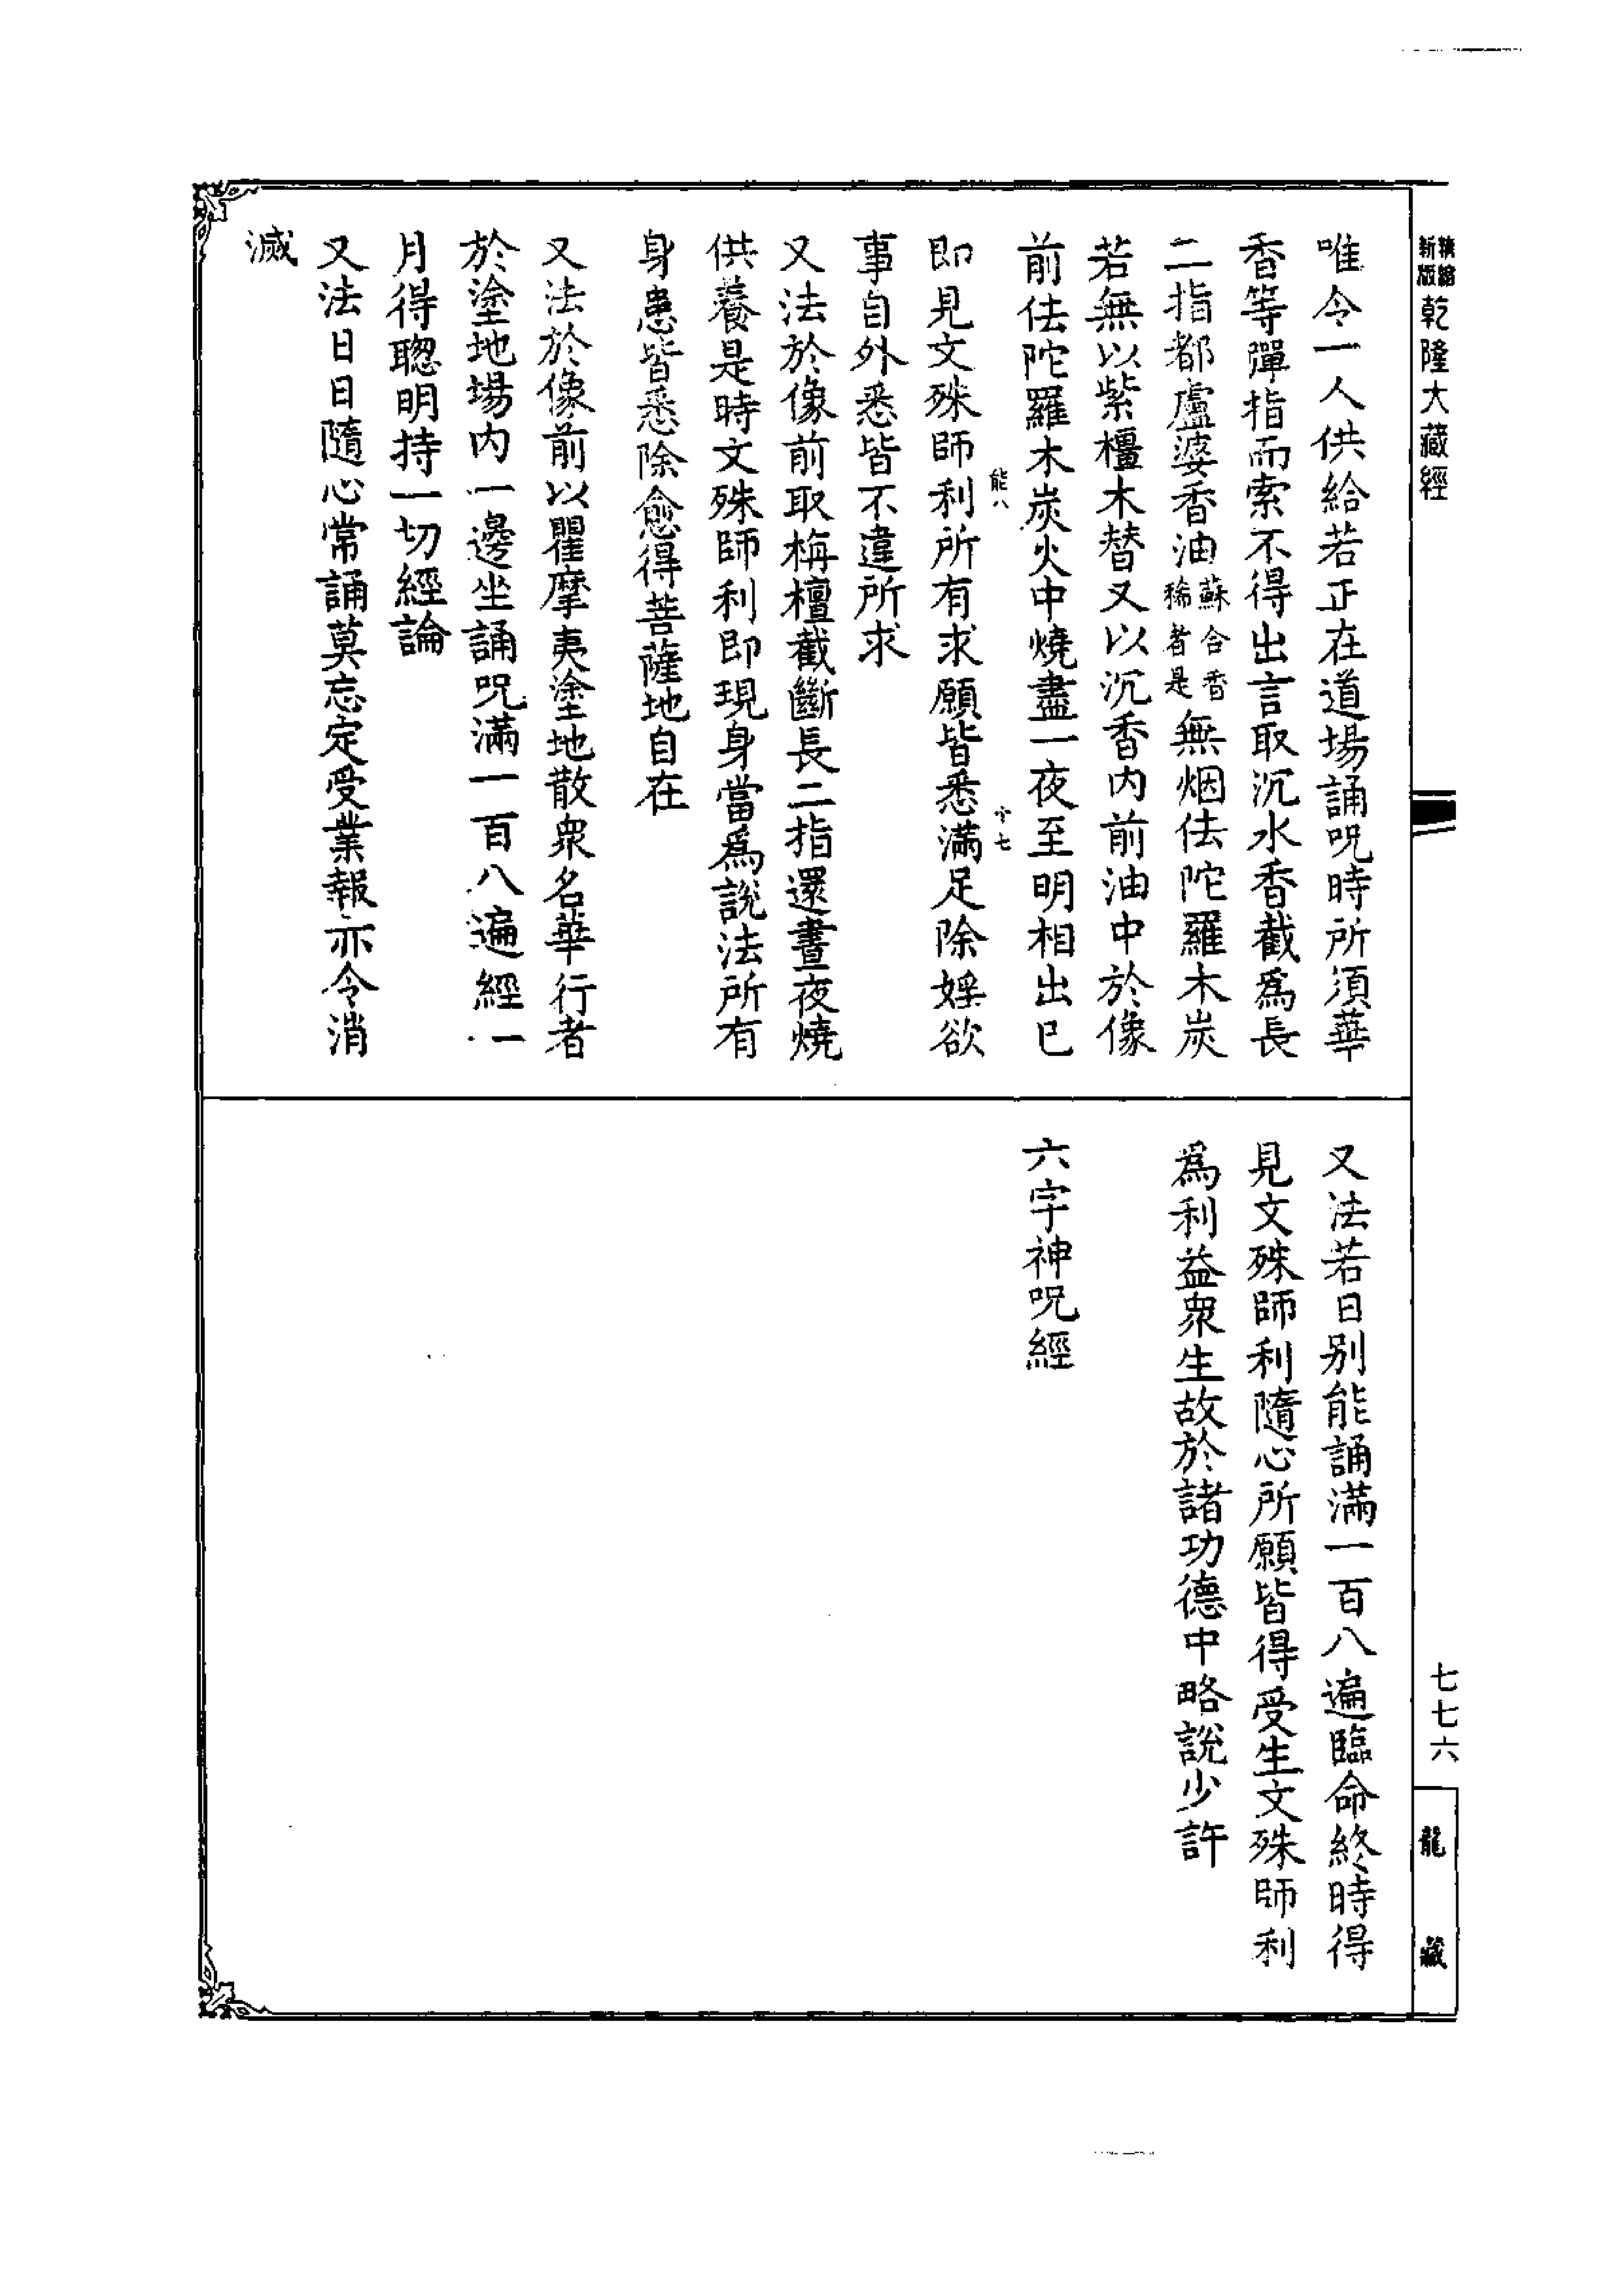 新版 精縮 乾隆大藏經
唯令一人供給若正在道場誦呪時所須華
香等彈指而索不得出言取沉水香截爲長
二指都盧婆香油蘇合香稀者是無烟佉陀羅木炭
若無以紫橿木替又以沉香内前油中於像
前佉陀羅木炭火中燒盡一夜至明相出已
能八
十七
即見文殊師利所有求願皆悉满足除婬欲
事自外悉皆不違所求
又法於像前取栴檀截斷長二指還晝夜燒
供養是時文殊師利即現身當爲說法所有
身患皆悉除愈得菩薩地自在
又法於像前以瞿摩夷塗地散衆名華行者
於塗地場内一邊坐誦呪滿一百八遍經一
月得聰明持一切經論
又法日日隨心常誦莫忘定受業報亦令消
滅
又法若日别能誦滿一百八遍臨命終時得
見文殊師利隨心所願皆得受生文殊師利
爲利益衆生故於諸功德中略說少許
六字神呪經
七七六
龍藏